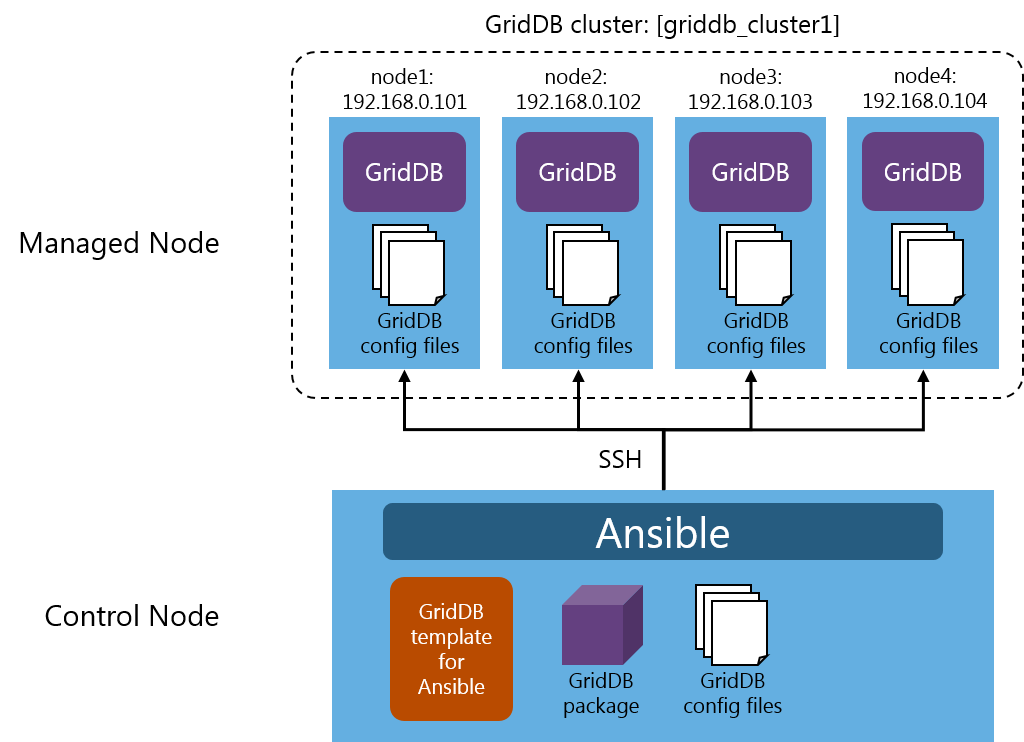 GridDB cluster: [griddb_cluster1]
node1:
192.168.0.101
node2:
192.168.0.102
node3:
192.168.0.103
node4:
192.168.0.104
GridDB
GridDB
GridDB
GridDB
Managed Node
GridDB
config files
GridDB
config files
GridDB
config files
GridDB
config files
SSH
Ansible
Control Node
GridDB
template
for
Ansible
GridDB
package
GridDB
config files